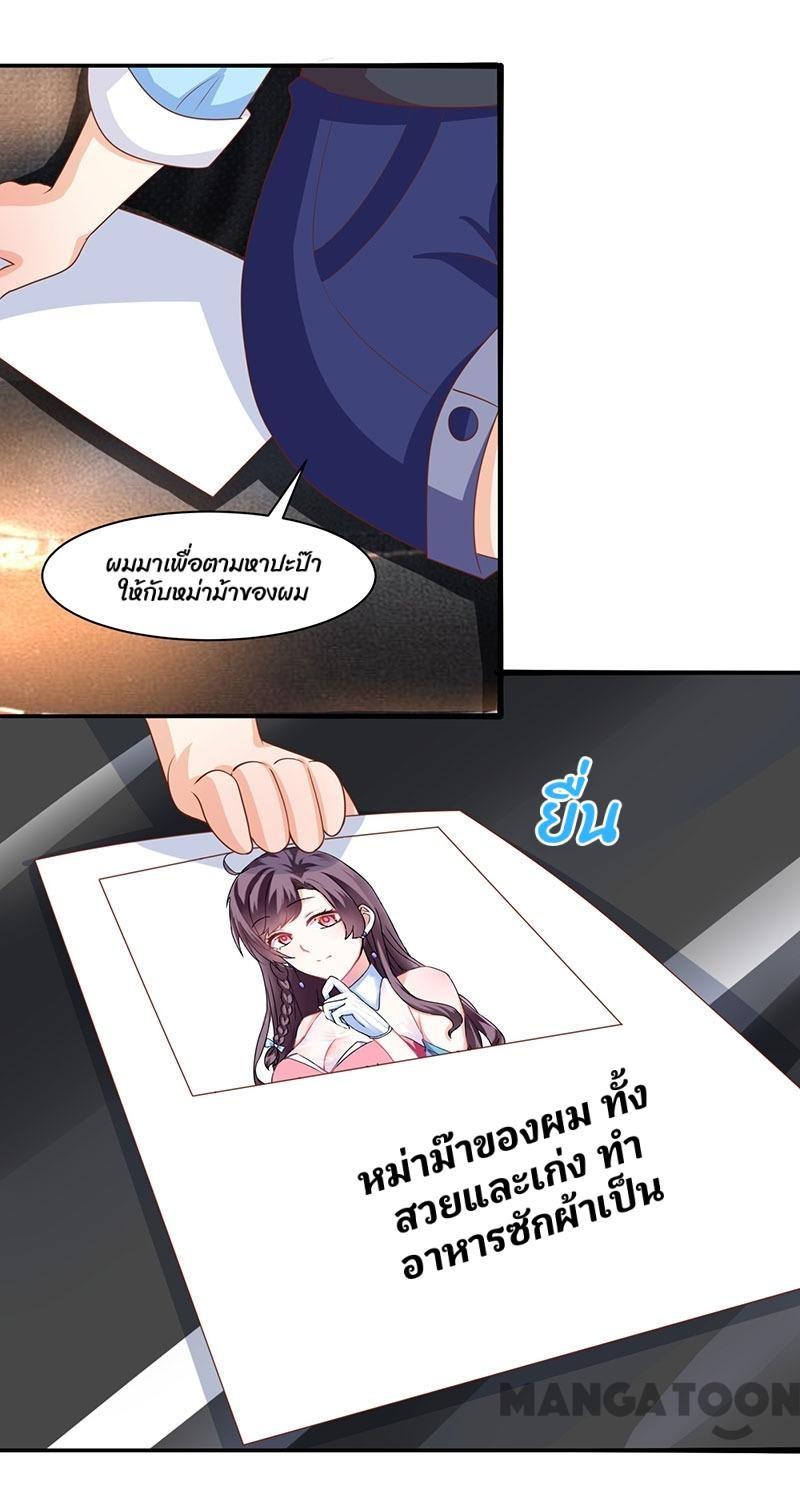 ผมมาเพื่อตามหาปะป๊า
ให้กับหม่าม้าของผม
ยื่น
หม่าม๊าของผม ทั้ง
สวยและเก่ง ทำ
อาหารซักผ้าเป็น
MANGATOON